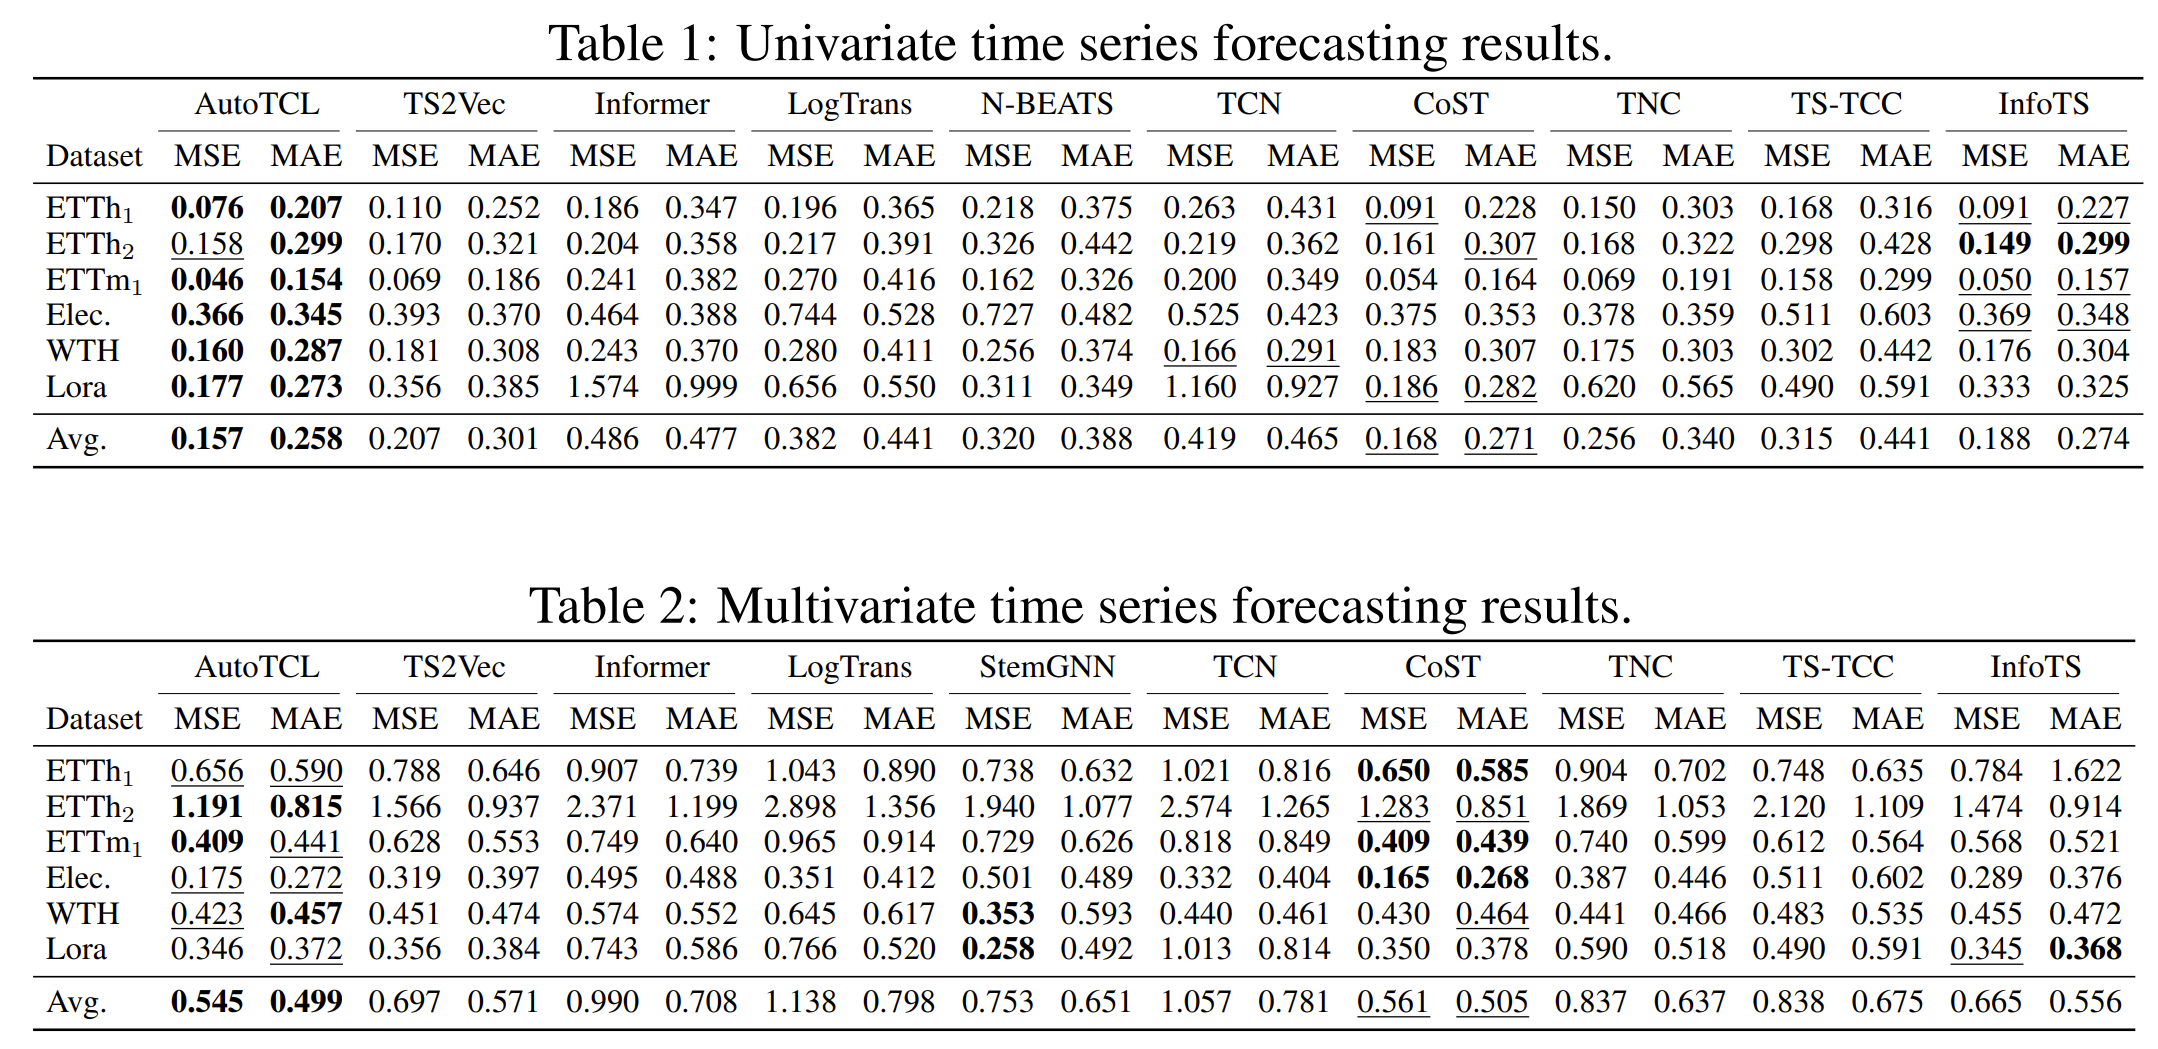 Table 1: Univariate time series forecasting results.
AutoTCL TS2Vec Informer LogTrans N-BEATS TCN CoST TNC TS-TCC InfoTS
Dataset MSE MAE MSE MAE MSE MAE MSE MAE MSE MAE MSE MAE MSE MAE MSE MAE MSE MAE MSE MAE
ETTh₁ 0.076 0.207 0.110 0.252 0.186 0.347 0.196 0.365 0.218 0.375 0.263 0.431 0.091 0.228 0.150 0.303 0.168 0.316 0.091 0.227
ETTh₂ 0.158 0.299 0.170 0.321 0.204 0.358 0.217 0.391 0.326 0.442 0.219 0.362 0.161 0.307 0.168 0.322 0.298 0.428 0.149 0.299
ETTm₁ 0.046 0.154 0.069 0.186 0.241 0.382 0.270 0.416 0.162 0.326 0.200 0.349 0.054 0.164 0.069 0.191 0.158 0.299 0.050 0.157
Elec. 0.366 0.345 0.393 0.370 0.464 0.388 0.744 0.528 0.727 0.482 0.525 0.423 0.375 0.353 0.378 0.359 0.511 0.603 0.369 0.348
WTH 0.160 0.287 0.181 0.308 0.243 0.370 0.280 0.411 0.256 0.374 0.166 0.291 0.183 0.307 0.175 0.303 0.302 0.442 0.176 0.304
Lora 0.177 0.273 0.356 0.385 1.574 0.999 0.656 0.550 0.311 0.349 1.160 0.927 0.186 0.282 0.620 0.565 0.490 0.591 0.333 0.325
Avg. 0.157 0.258 0.207 0.301 0.486 0.477 0.382 0.441 0.320 0.388 0.419 0.465 0.168 0.271 0.256 0.340 0.315 0.441 0.188 0.274
Table 2: Multivariate time series forecasting results.
AutoTCL TS2Vec Informer LogTrans StemGNN TCN CoST TNC TS-TCC InfoTS
Dataset MSE MAE MSE MAE MSE MAE MSE MAE MSE MAE MSE MAE MSE MAE MSE MAE MSE MAE MSE MAE
ETTh₁ 0.656 0.590 0.788 0.646 0.907 0.739 1.043 0.890 0.738 0.632 1.021 0.816 0.650 0.585 0.904 0.702 0.748 0.635 0.784 1.622
ETTh₂ 1.191 0.815 1.566 0.937 2.371 1.199 2.898 1.356 1.940 1.077 2.574 1.265 1.283 0.851 1.869 1.053 2.120 1.109 1.474 0.914
ETTm₁ 0.409 0.441 0.628 0.553 0.749 0.640 0.965 0.914 0.729 0.626 0.818 0.849 0.409 0.439 0.740 0.599 0.612 0.564 0.568 0.521
Elec. 0.175 0.272 0.319 0.397 0.495 0.488 0.351 0.412 0.501 0.489 0.332 0.404 0.165 0.268 0.387 0.446 0.511 0.602 0.289 0.376
WTH 0.423 0.457 0.451 0.474 0.574 0.552 0.645 0.617 0.353 0.593 0.440 0.461 0.430 0.464 0.441 0.466 0.483 0.535 0.455 0.472
Lora 0.346 0.372 0.356 0.384 0.743 0.586 0.766 0.520 0.258 0.492 1.013 0.814 0.350 0.378 0.590 0.518 0.490 0.591 0.345 0.368
Avg. 0.545 0.499 0.697 0.571 0.990 0.708 1.138 0.798 0.753 0.651 1.057 0.781 0.561 0.505 0.837 0.637 0.838 0.675 0.665 0.556